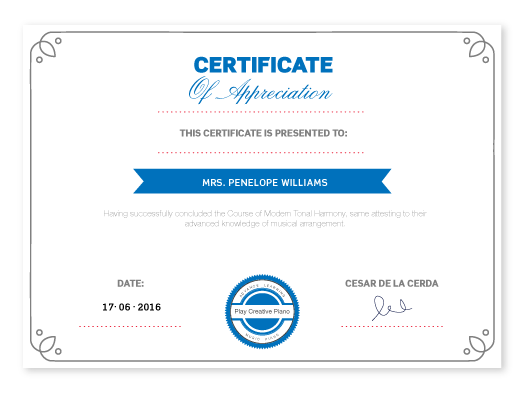 CERTIFICATE
Of Appreciation
THIS CERTIFICATE IS PRESENTED TO:
MRS. PENELOPE WILLIAMS
Having successfully concluded the Course of Modern Tonal Harmony, same attesting to their
advanced knowledge of musical arrangement.
DATE:
17· 06 · 2016
Play Creative Piano
CESAR DE LA CERDA